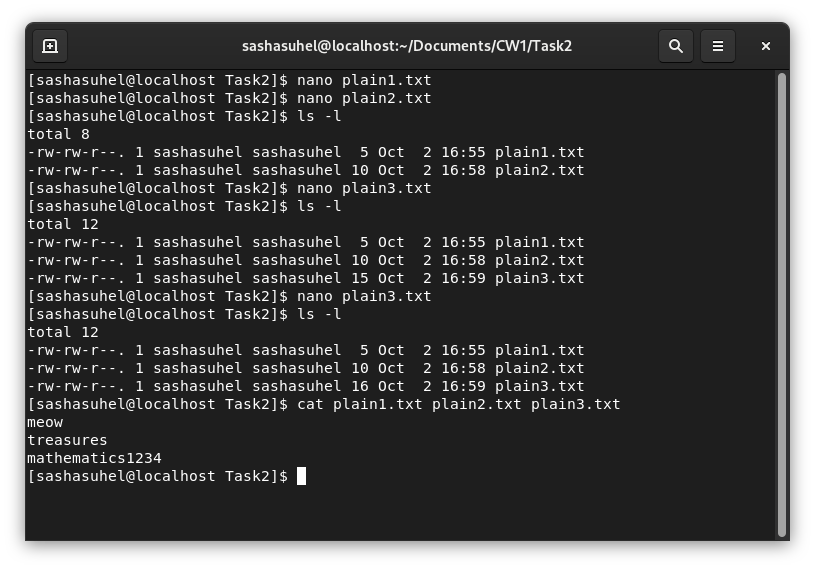 sashasuhel@localhost:~/Documents/CW1/Task2
[sashasuhel@localhost Task2]$ nano plain1.txt
[sashasuhel@localhost Task2]$ nano plain2.txt
[sashasuhel@localhost Task2]$ ls -l
total 8
-rw-rw-r--. 1 sashasuhel sashasuhel  5 Oct  2 16:55 plain1.txt
-rw-rw-r--. 1 sashasuhel sashasuhel 10 Oct  2 16:58 plain2.txt
[sashasuhel@localhost Task2]$ nano plain3.txt
[sashasuhel@localhost Task2]$ ls -l
total 12
-rw-rw-r--. 1 sashasuhel sashasuhel  5 Oct  2 16:55 plain1.txt
-rw-rw-r--. 1 sashasuhel sashasuhel 10 Oct  2 16:58 plain2.txt
-rw-rw-r--. 1 sashasuhel sashasuhel 15 Oct  2 16:59 plain3.txt
[sashasuhel@localhost Task2]$ nano plain3.txt
[sashasuhel@localhost Task2]$ ls -l
total 12
-rw-rw-r--. 1 sashasuhel sashasuhel  5 Oct  2 16:55 plain1.txt
-rw-rw-r--. 1 sashasuhel sashasuhel 10 Oct  2 16:58 plain2.txt
-rw-rw-r--. 1 sashasuhel sashasuhel 16 Oct  2 16:59 plain3.txt
[sashasuhel@localhost Task2]$ cat plain1.txt plain2.txt plain3.txt
meow
treasures
mathematics1234
[sashasuhel@localhost Task2]$